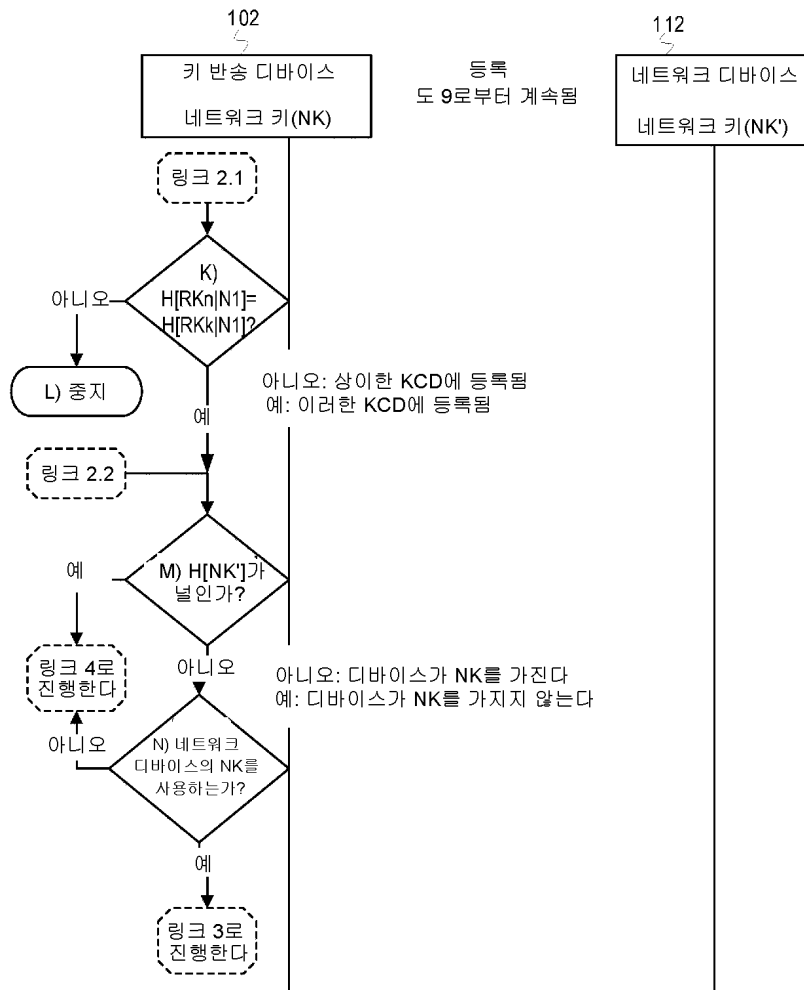 102
키 반송 디바이스
네트워크 키(NK)
등록
도 9로부터 계속됨
112
네트워크 디바이스
네트워크 키(NK')
링크 2.1
K)
H[RKn|N1]=
H[RKk|N1]?
아니오
L) 중지
예
아니오: 상이한 KCD에 등록됨
예: 이러한 KCD에 등록됨
링크 2.2
M) H[NK']가
널인가?
예
링크 4로
진행한다
아니오
아니오: 디바이스가 NK를 가진다
예: 디바이스가 NK를 가지지 않는다
N) 네트워크
디바이스의 NK를
사용하는가?
아니오
예
링크 3로
진행한다